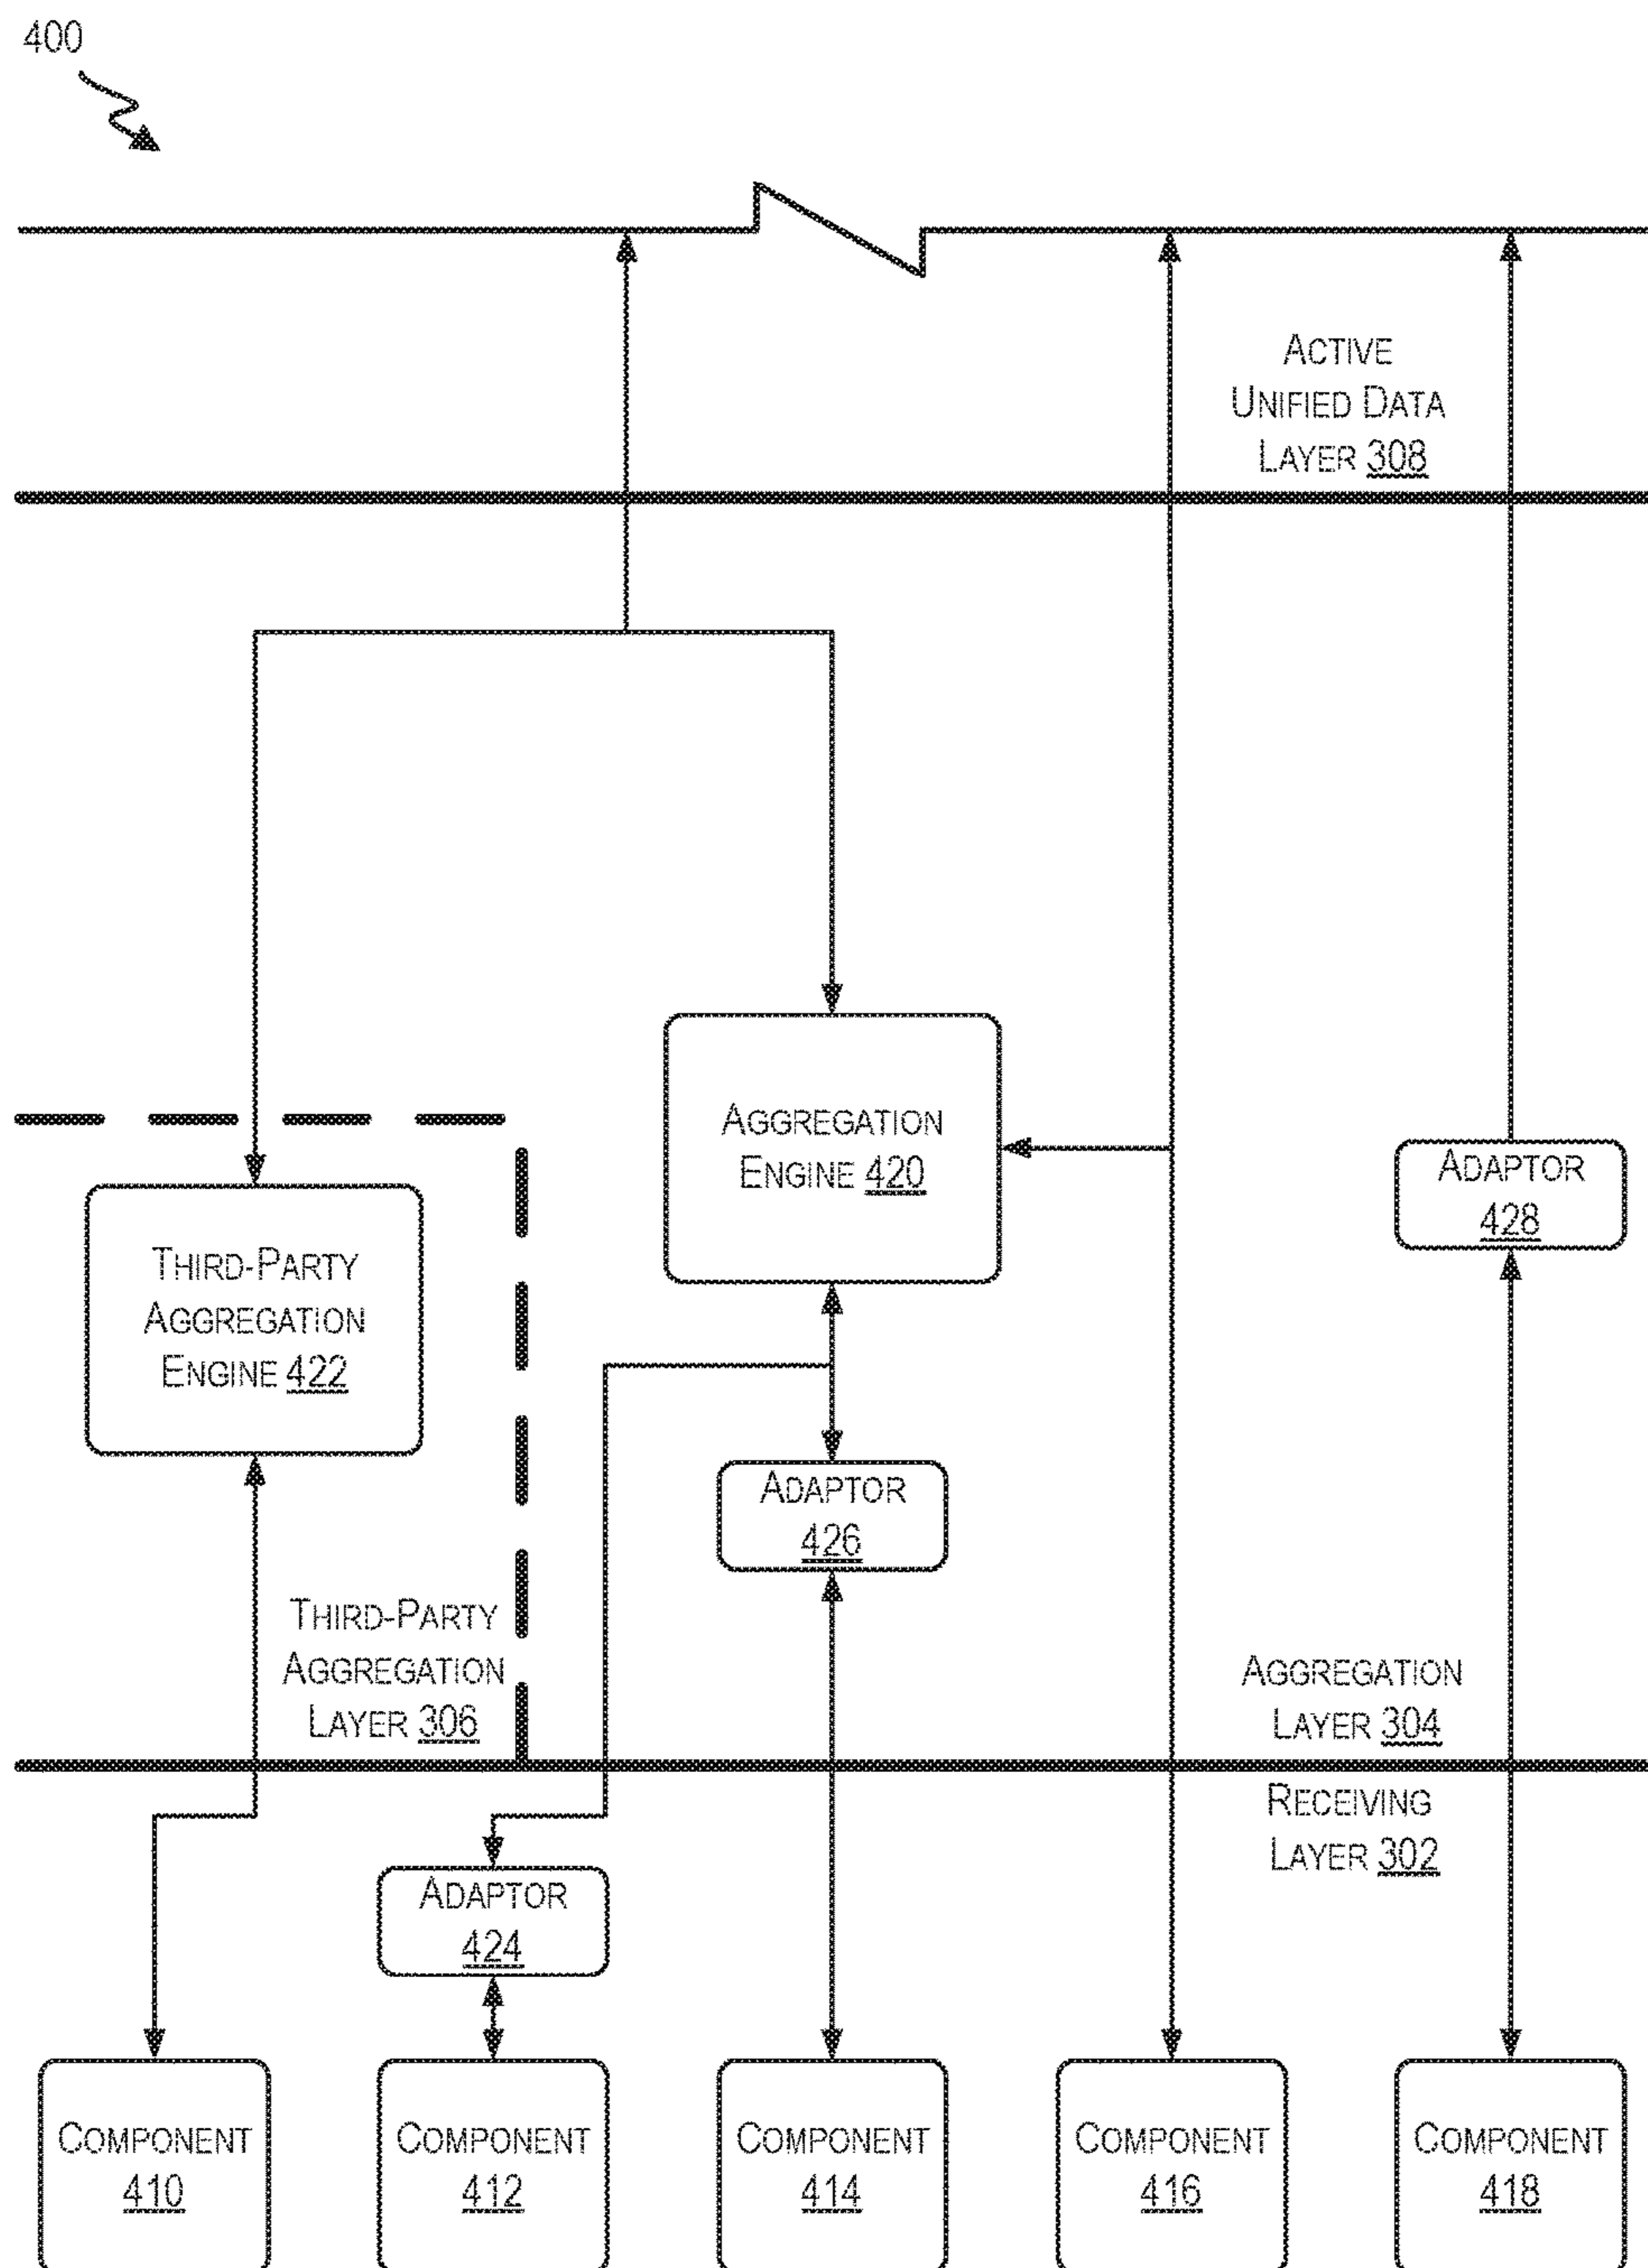 400
ACTIVE
UNIFIED DATA
LAYER 308
AGGREGATION
ENGINE 420
ADAPTOR
428
THIRD-PARTY
AGGREGATION
ENGINE 422
ADAPTOR
426
THIRD-PARTY
AGGREGATION
LAYER 306
AGGREGATION
LAYER 304
RECEIVING
LAYER 302
ADAPTOR
424
COMPONENT
410
COMPONENT
412
COMPONENT
414
COMPONENT
416
COMPONENT
418